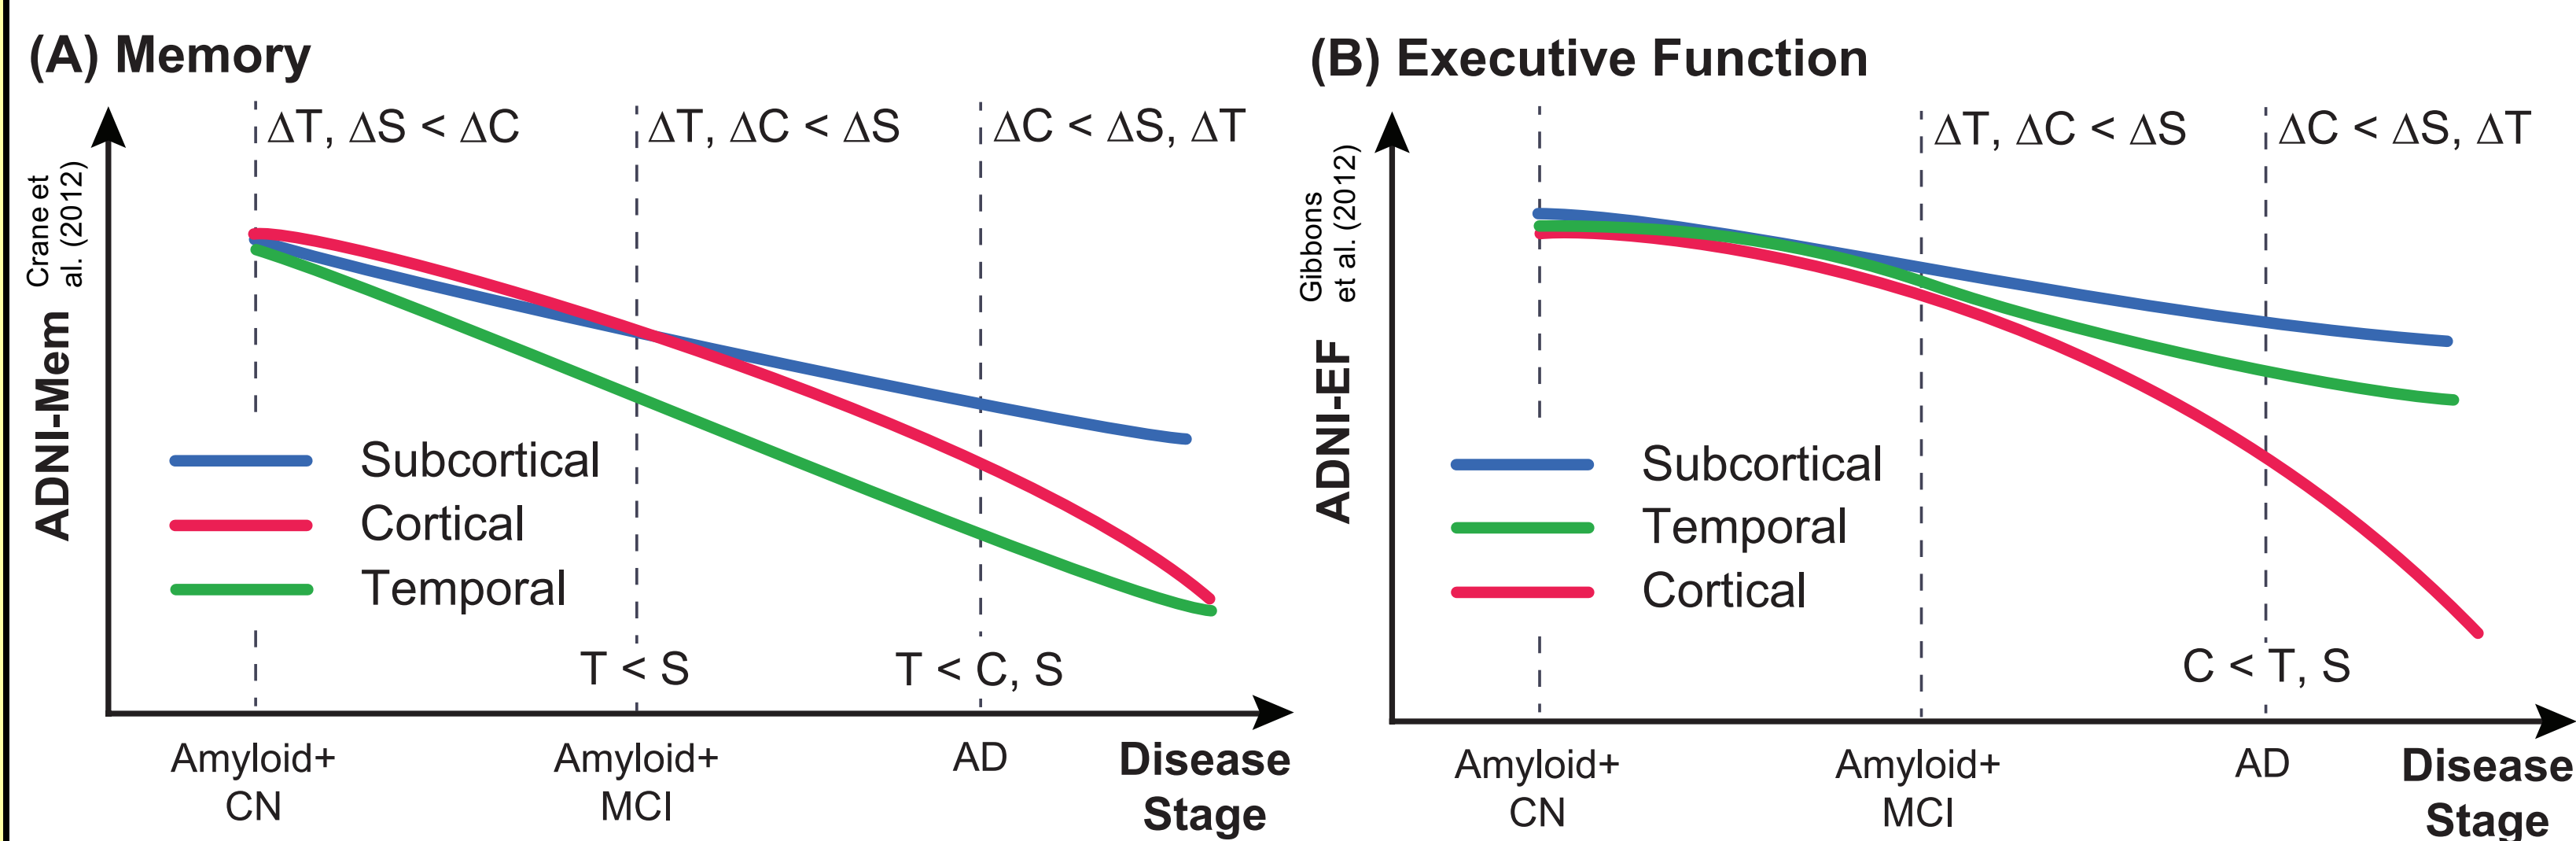 (A) Memory
ΔT, ΔS < ΔC
ΔT, ΔC < ΔS
ΔC < ΔS, ΔT
ADNI-Mem
Crane et
al. (2012)
Subcortical
Cortical
Temporal
T < S
T < C, S
Amyloid+
CN
Amyloid+
MCI
AD
Disease
Stage
(B) Executive Function
ΔT, ΔC < ΔS
ΔC < ΔS, ΔT
ADNI-EF
Gibbons
et al. (2012)
Subcortical
Temporal
Cortical
C < T, S
Amyloid+
CN
Amyloid+
MCI
AD
Disease
Stage